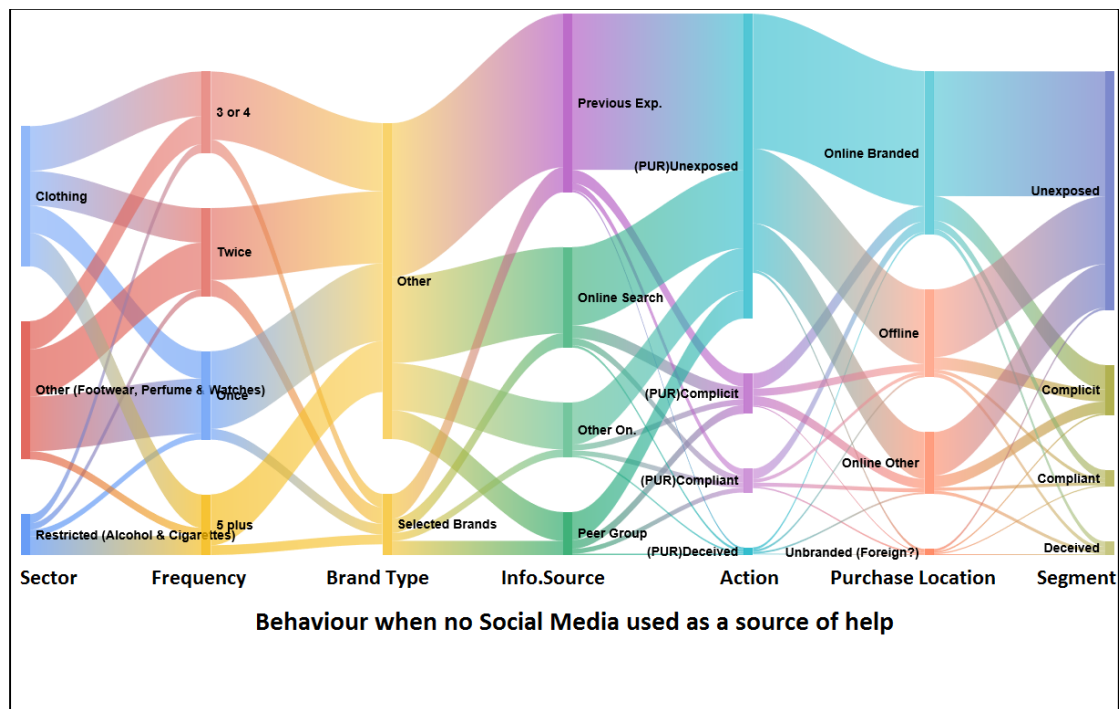 3 or 4
Previous Exp.
(PUR)Unexposed
Online Branded
Clothing
Unexposed
Twice
Other
Online Search
Offline
Other (Footwear, Perfume & Watches)
Once
(PUR)Complicit
Complicit
Other On.
Online Other
(PUR)Compliant
Compliant
5 plus
Selected Brands
Restricted (Alcohol & Cigarettes)
Peer Group
(PUR)Deceived
Unbranded (Foreign?)
Deceived
Sector Frequency Brand Type Info.Source Action Purchase Location Segment
Behaviour when no Social Media used as a source of help